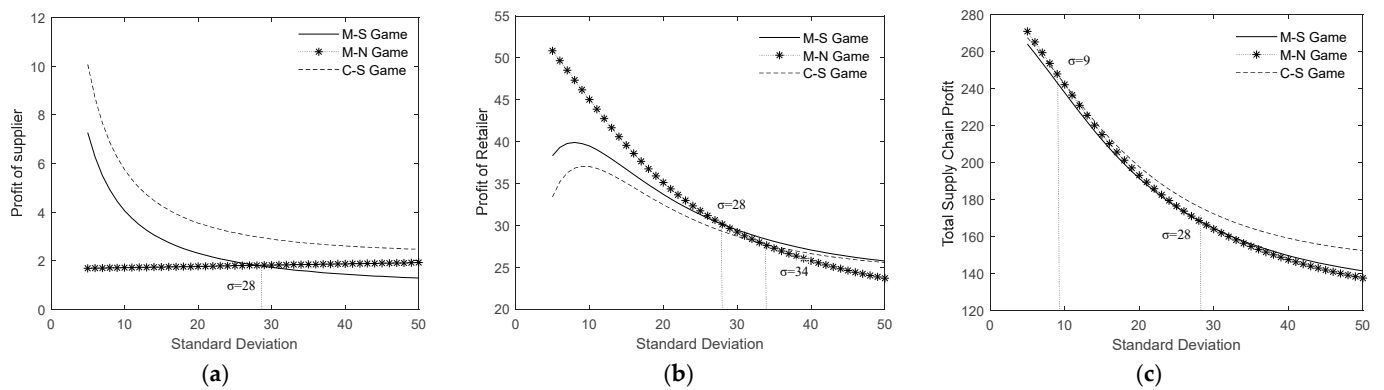 12
10
8
6
4
2
0
Profit of supplier
M-S Game
M-N Game
C-S Game
σ=28
0 10 20 30 40 50
Standard Deviation
(a)
60
55
50
45
40
35
30
25
20
Profit of Retailer
M-S Game
M-N Game
C-S Game
σ=28
σ=34
0 10 20 30 40 50
Standard Deviation
(b)
280
260
240
220
200
180
160
140
120
Total Supply Chain Profit
M-S Game
M-N Game
C-S Game
σ=9
σ=28
0 10 20 30 40 50
Standard Deviation
(c)